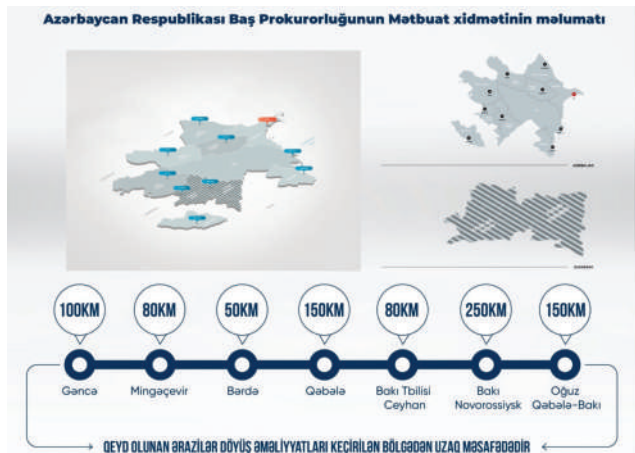 Azərbaycan Respublikası Baş Prokurorluğunun Mətbuat xidmətinin məlumatı
100KM
80KM
50KM
150KM
80KM
250KM
150KM
Gəncə
Mingəçevir
Bərdə
Qəbələ
Bakı Tbilisi
Ceyhan
Bakı
Novorossiysk
Oğuz
Qəbələ-Bakı
QEYD OLUNAN ƏRAZİLƏR DÖYÜŞ ƏMƏLİYYATLARI KEÇİRİLƏN BÖLGƏDƏN UZAQ MƏSAFƏDƏDİR